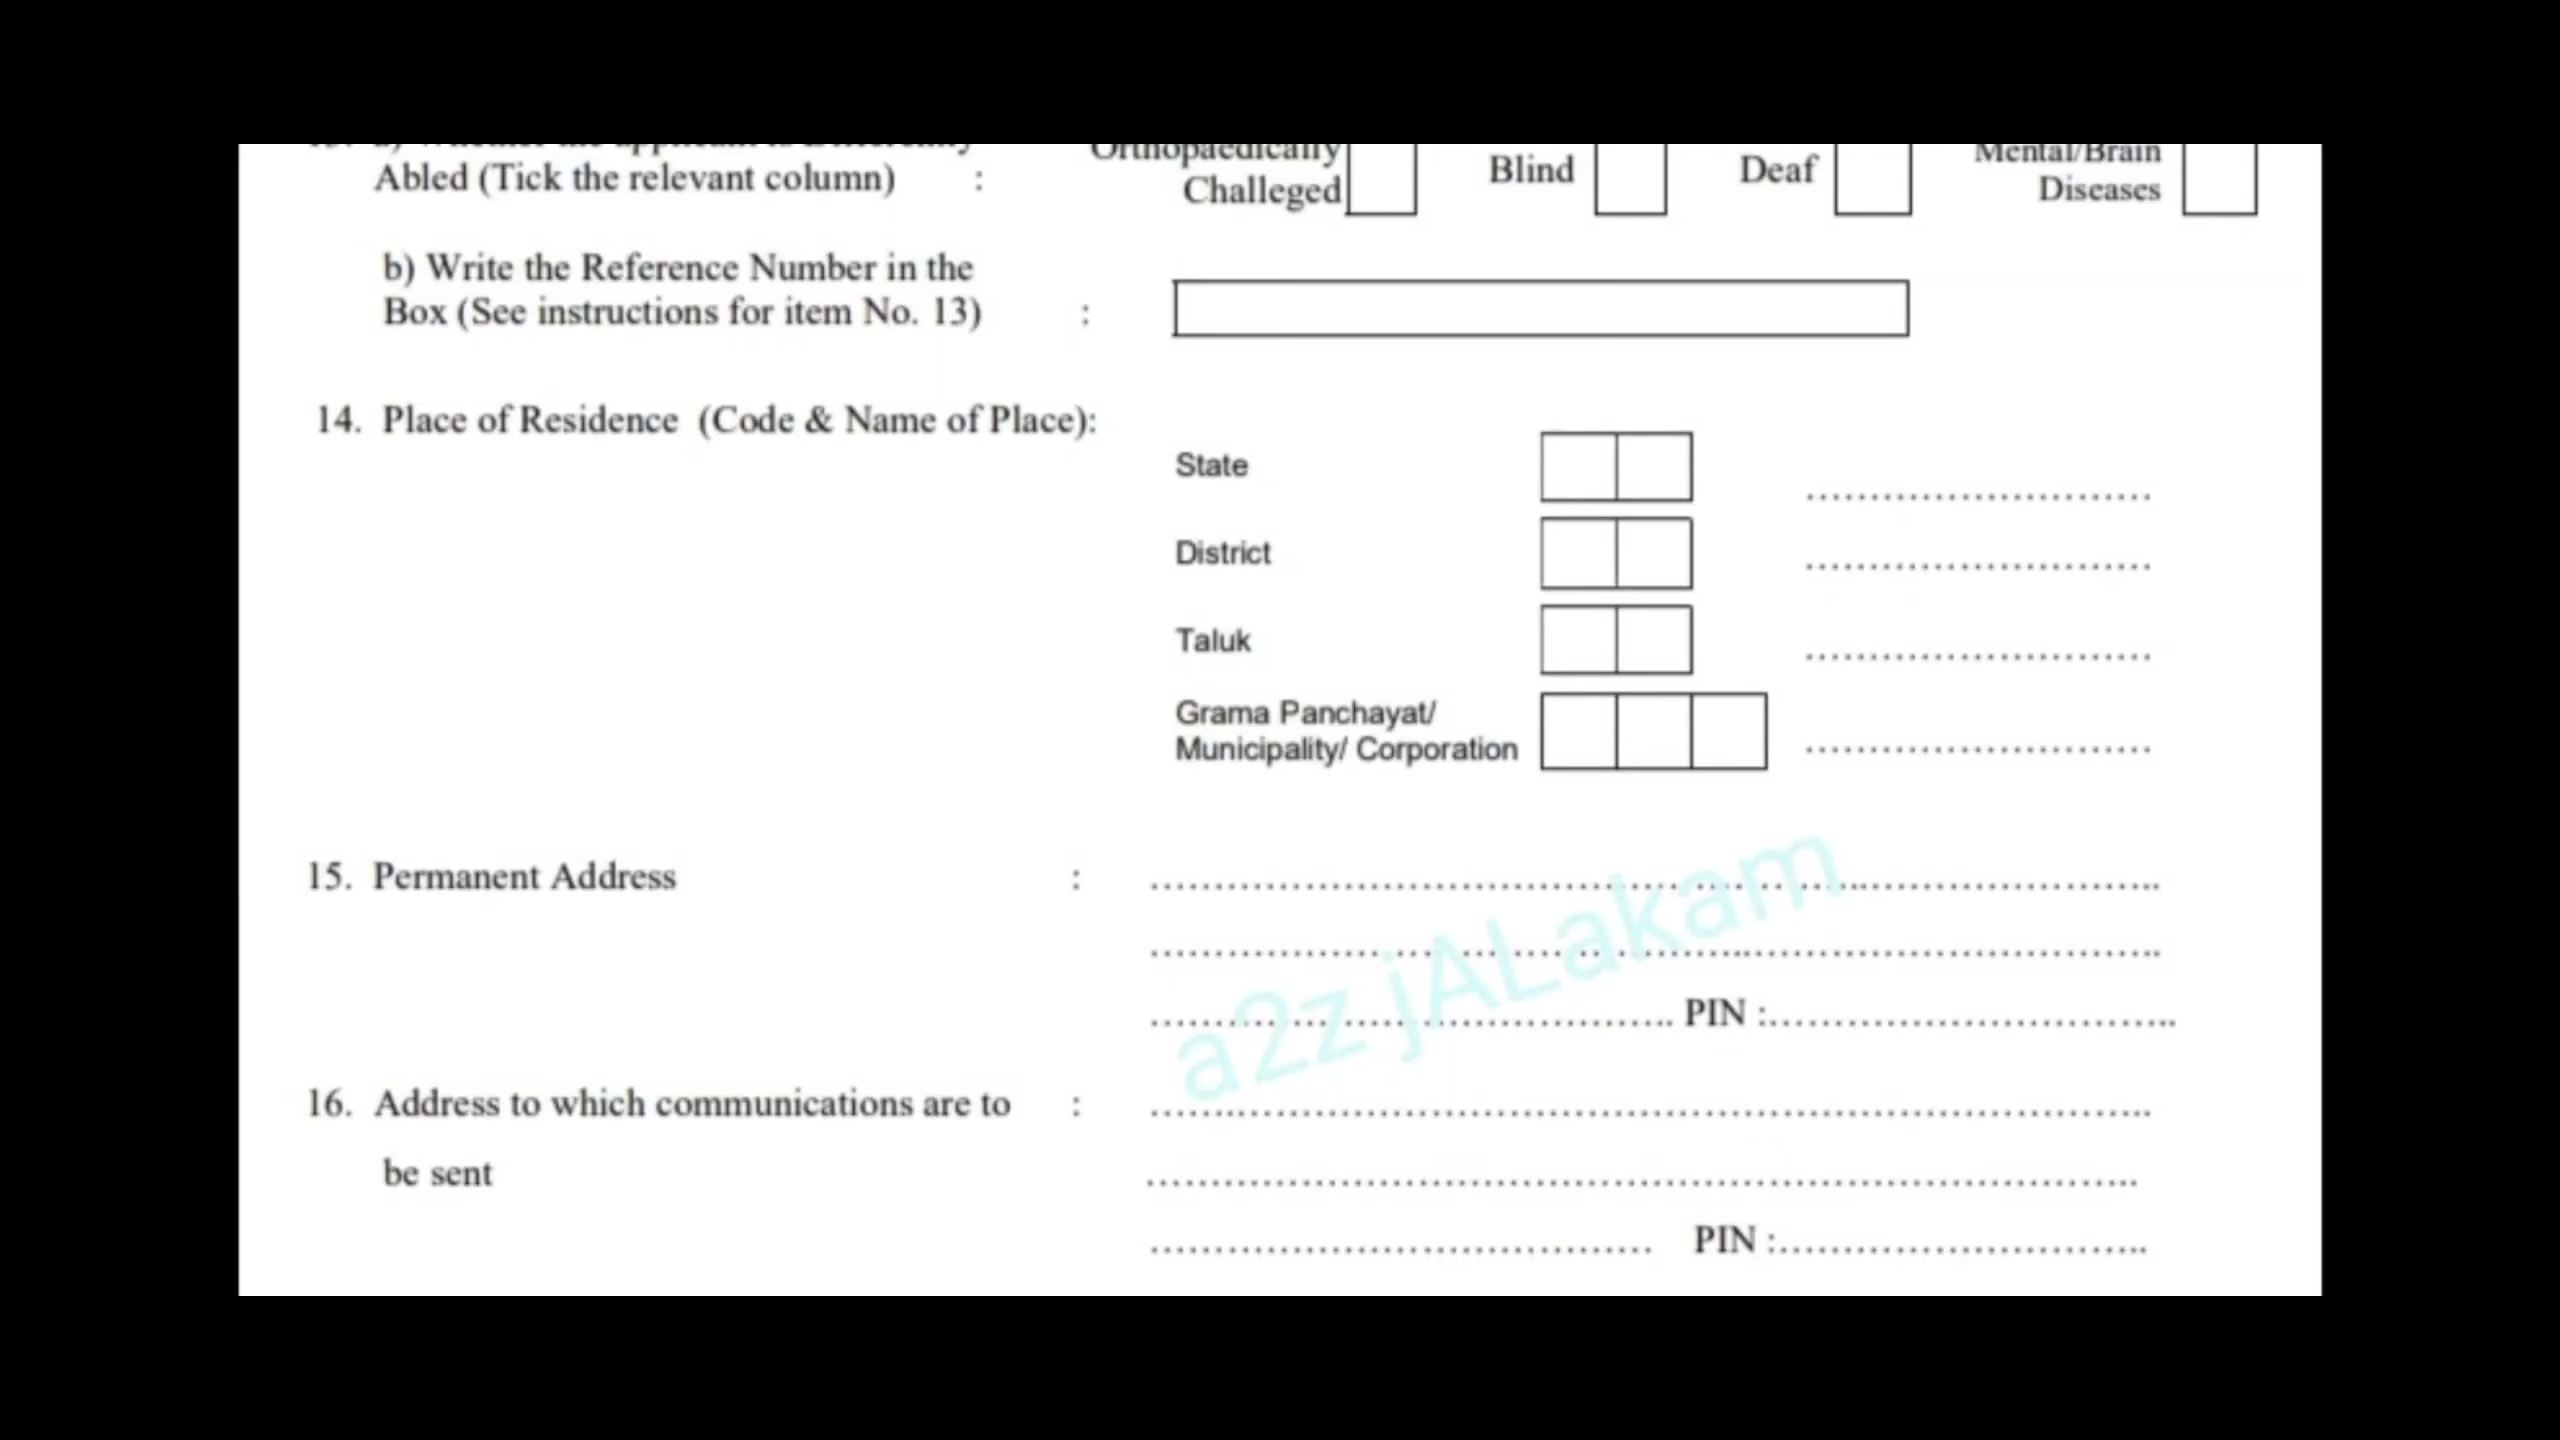 Abled (Tick the relevant column) :
Orthopaedically
Challeged
Blind
Deaf
Mental/Brain
Diseases
b) Write the Reference Number in the
Box (See instructions for item No. 13) :
14. Place of Residence (Code & Name of Place):
State ...........................
District ...........................
Taluk ...........................
Grama Panchayat/
Municipality/ Corporation ...........................
15. Permanent Address : ................................................................................
................................................................................
.......................................... PIN :................................
a2z jALakam
16. Address to which communications are to : ................................................................................
be sent ................................................................................
........................................ PIN :.............................